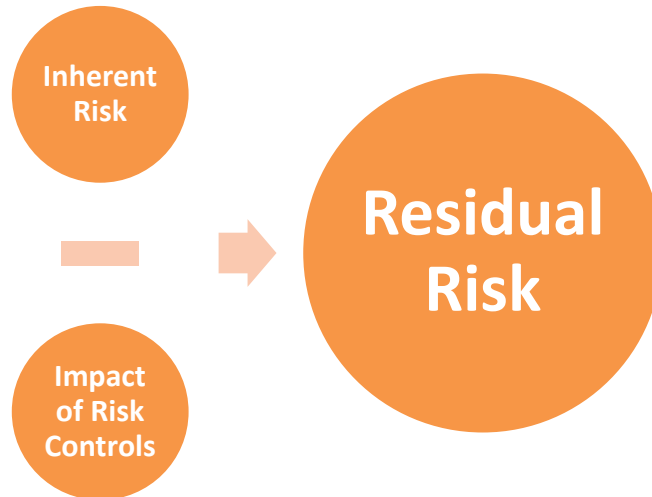 Inherent
Risk
Residual
Risk
Impact
of Risk
Controls